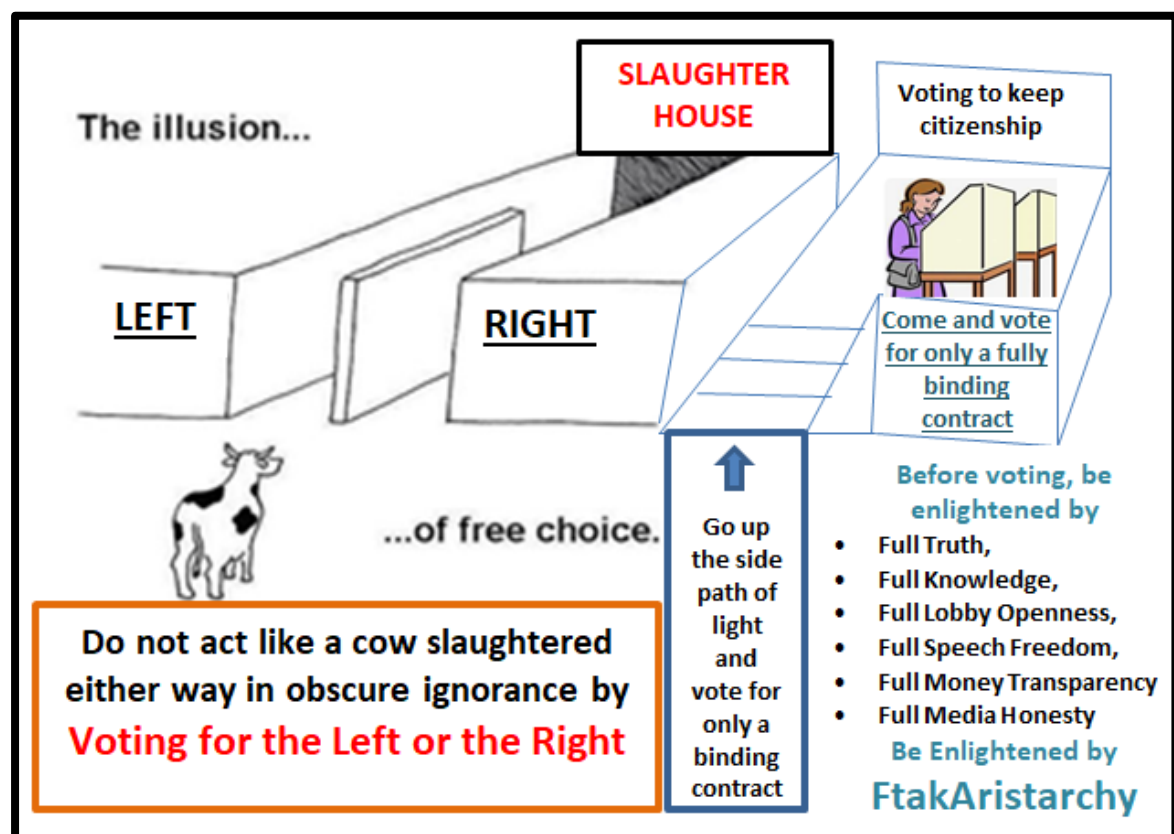 The illusion...
SLAUGHTER
HOUSE
Voting to keep
citizenship
LEFT
RIGHT
Come and vote
for only a fully
binding
contract
...of free choice.
Do not act like a cow slaughtered
either way in obscure ignorance by
Voting for the Left or the Right
Go up
the side
path of
light
and
vote for
only a
binding
contract
Before voting, be
enlightened by
• Full Truth,
• Full Knowledge,
• Full Lobby Openness,
• Full Speech Freedom,
• Full Money Transparency
• Full Media Honesty
Be Enlightened by
FtakAristarchy